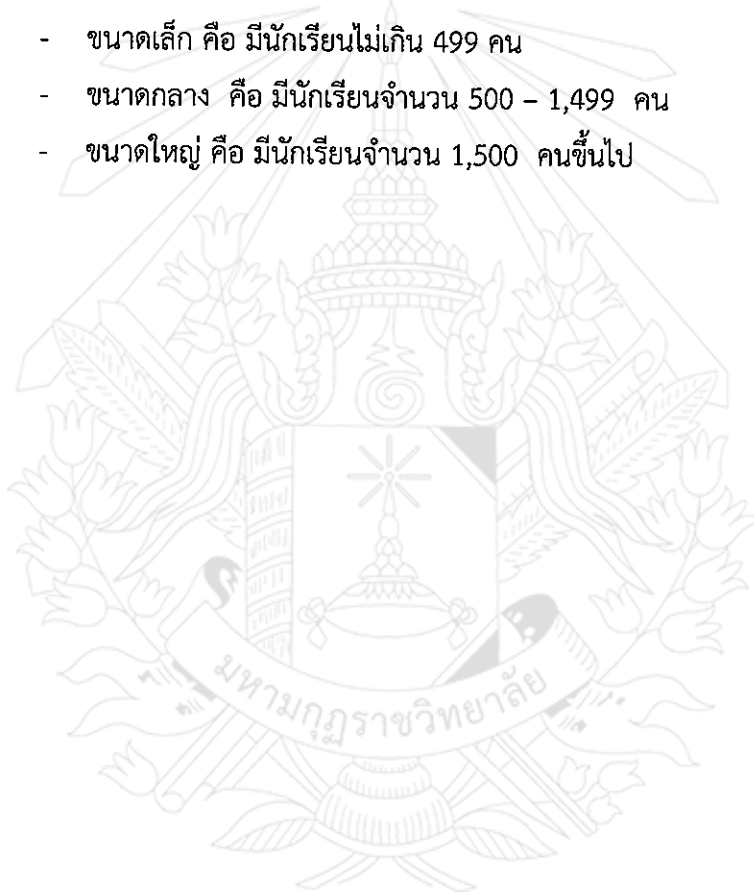 - ขนาดเล็ก คือ มีนักเรียนไม่เกิน 499 คน
- ขนาดกลาง คือ มีนักเรียนจำนวน 500 – 1,499 คน
- ขนาดใหญ่ คือ มีนักเรียนจำนวน 1,500 คนขึ้นไป
มหามกุฏราชวิทยาลัย